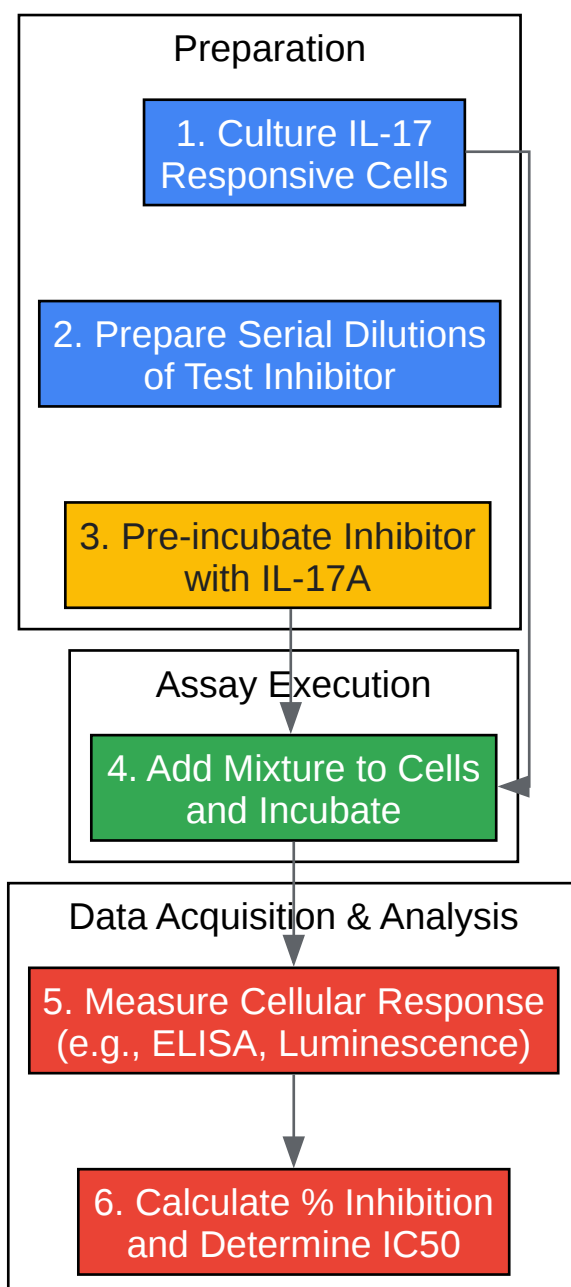 Preparation
1. Culture IL-17
Responsive Cells
2. Prepare Serial Dilutions
of Test Inhibitor
3. Pre-incubate Inhibitor
with IL-17A
Assay Execution
4. Add Mixture to Cells
and Incubate
Data Acquisition & Analysis
5. Measure Cellular Response
(e.g., ELISA, Luminescence)
6. Calculate % Inhibition
and Determine IC50